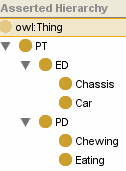 Asserted Hierarchy
owl:Thing
PT
ED
Chassis
Car
PD
Chewing
Eating